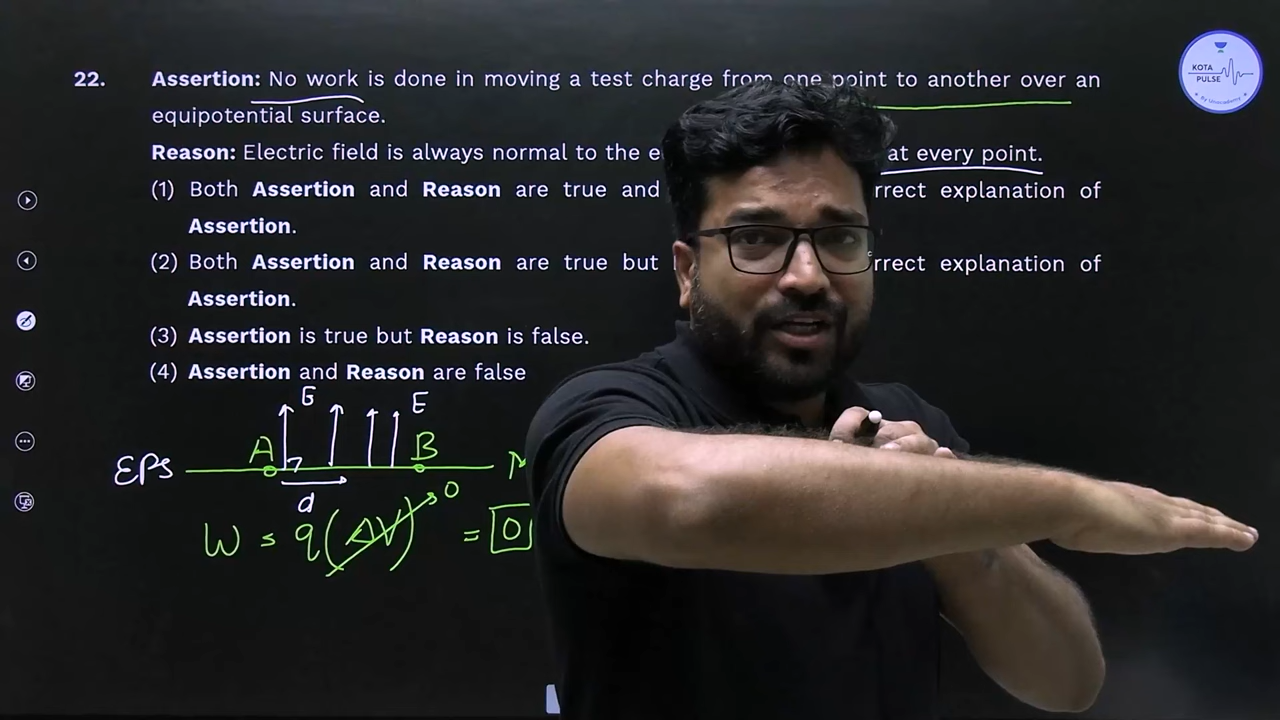 22. Assertion: No work is done in moving a test charge from one point to another over an
equipotential surface.
Reason: Electric field is always normal to the at every point.
(1) Both Assertion and Reason are true and explanation of
Assertion.
(2) Both Assertion and Reason are true but explanation of
Assertion.
(3) Assertion is true but Reason is false.
(4) Assertion and Reason are false
E E
A B
EPS
d
W = q(ΔV) → 0 = 0
KOTA
PULSE
By Unacademy